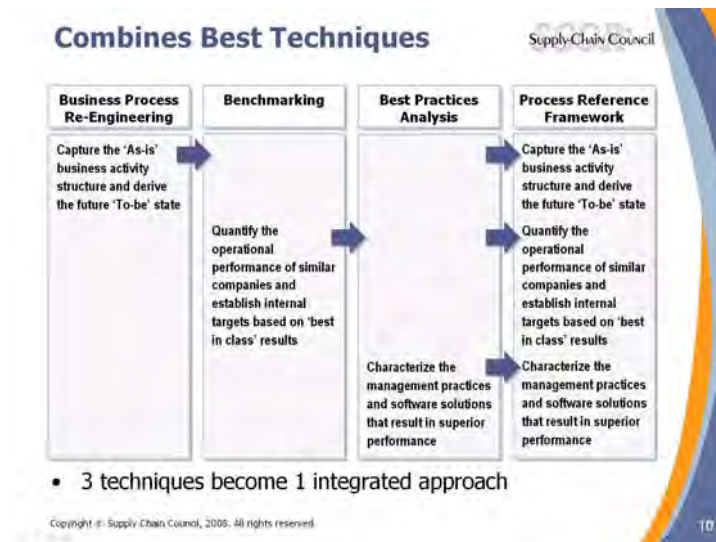 Combines Best Techniques
Supply-Chain Council
Business Process
Re-Engineering
Benchmarking
Best Practices
Analysis
Process Reference
Framework
Capture the 'As-is'
business activity
structure and derive
the future 'To-be' state
Quantify the
operational
performance of similar
companies and
establish internal
targets based on 'best
in class' results
Characterize the
management practices
and software solutions
that result in superior
performance
Capture the 'As-is'
business activity
structure and derive
the future 'To-be' state
Quantify the
operational
performance of similar
companies and
establish internal
targets based on 'best
in class' results
Characterize the
management practices
and software solutions
that result in superior
performance
• 3 techniques become 1 integrated approach
Copyright © Supply Chain Council, 2008. All rights reserved.
10